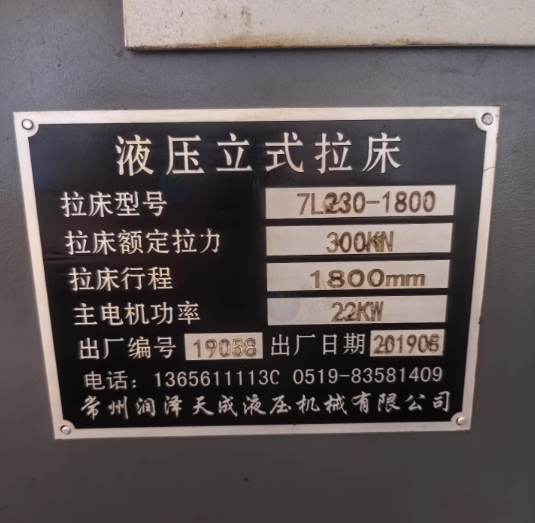 液压立式拉床
拉床型号 7L230-1800
拉床额定拉力 300KN
拉床行程 1800mm
主电机功率 22KW
出厂编号 19058 出厂日期 201906
电话：13656111130 0519-83581409
常州润泽天成液压机械有限公司